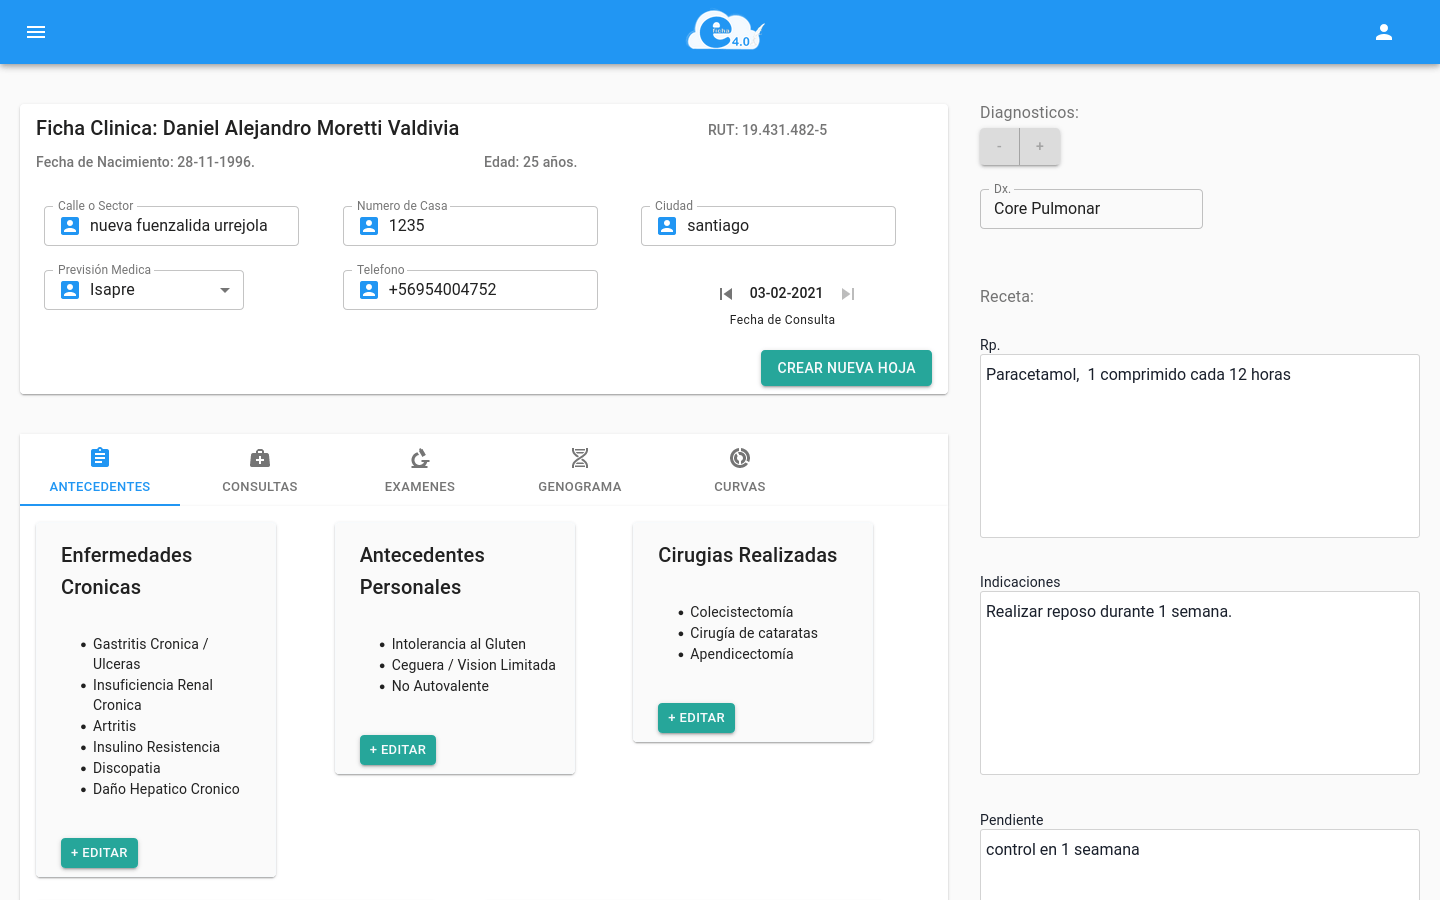 e
ficha
4.0
Ficha Clinica: Daniel Alejandro Moretti Valdivia
RUT: 19.431.482-5
Fecha de Nacimiento: 28-11-1996.
Edad: 25 años.
Calle o Sector
nueva fuenzalida urrejola
Numero de Casa
1235
Ciudad
santiago
Previsión Medica
Isapre
Telefono
+56954004752
03-02-2021
Fecha de Consulta
CREAR NUEVA HOJA
ANTECEDENTES
CONSULTAS
EXAMENES
GENOGRAMA
CURVAS
Enfermedades
Cronicas
• Gastritis Cronica /
Ulceras
• Insuficiencia Renal
Cronica
• Artritis
• Insulino Resistencia
• Discopatia
• Daño Hepatico Cronico
+ EDITAR
Antecedentes
Personales
• Intolerancia al Gluten
• Ceguera / Vision Limitada
• No Autovalente
+ EDITAR
Cirugias Realizadas
• Colecistectomía
• Cirugía de cataratas
• Apendicectomía
+ EDITAR
Diagnosticos:
- +
Dx.
Core Pulmonar
Receta:
Rp.
Paracetamol,  1 comprimido cada 12 horas
Indicaciones
Realizar reposo durante 1 semana.
Pendiente
control en 1 seamana